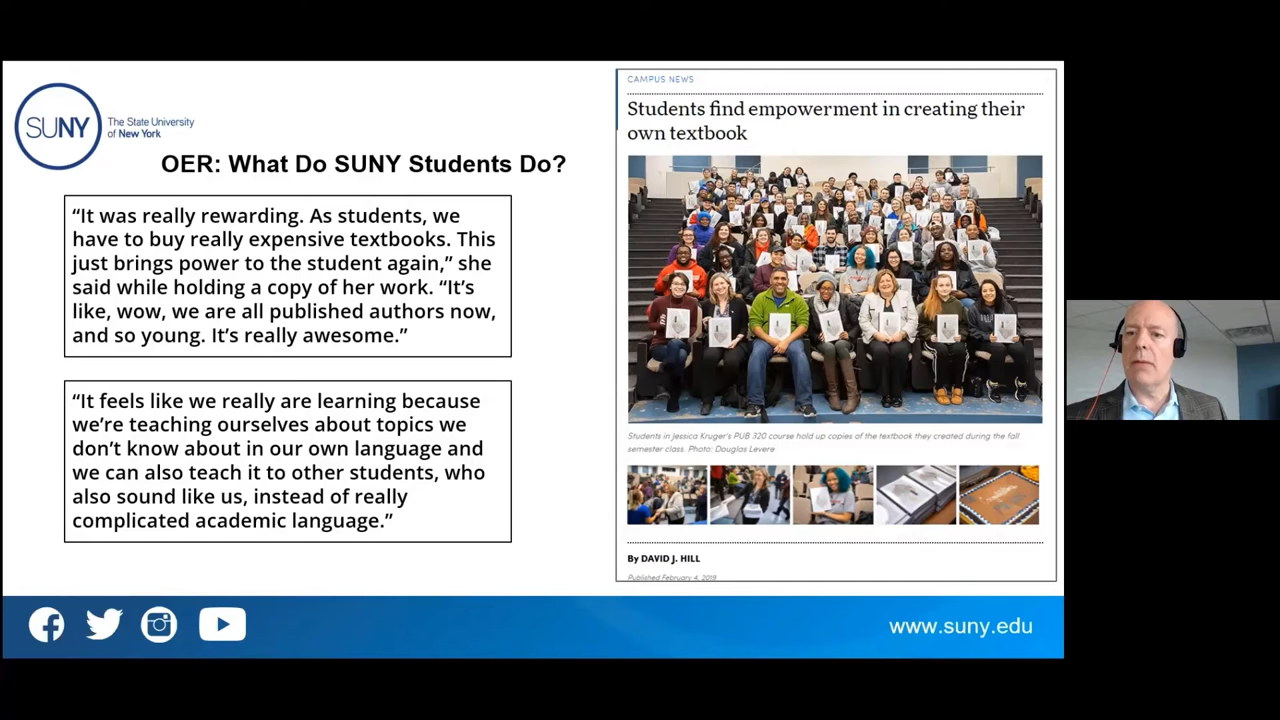 SUNY
The State University
of New York
OER: What Do SUNY Students Do?
“It was really rewarding. As students, we
have to buy really expensive textbooks. This
just brings power to the student again,” she
said while holding a copy of her work. “It’s
like, wow, we are all published authors now,
and so young. It’s really awesome.”
“It feels like we really are learning because
we’re teaching ourselves about topics we
don’t know about in our own language and
we can also teach it to other students, who
also sound like us, instead of really
complicated academic language.”
CAMPUS NEWS
Students find empowerment in creating their
own textbook
Students in Jessica Kruger's PUB 320 course hold up copies of the textbook they created during the fall
semester class. Photo: Douglas Levere
By DAVID J. HILL
Published February 4, 2019
www.suny.edu